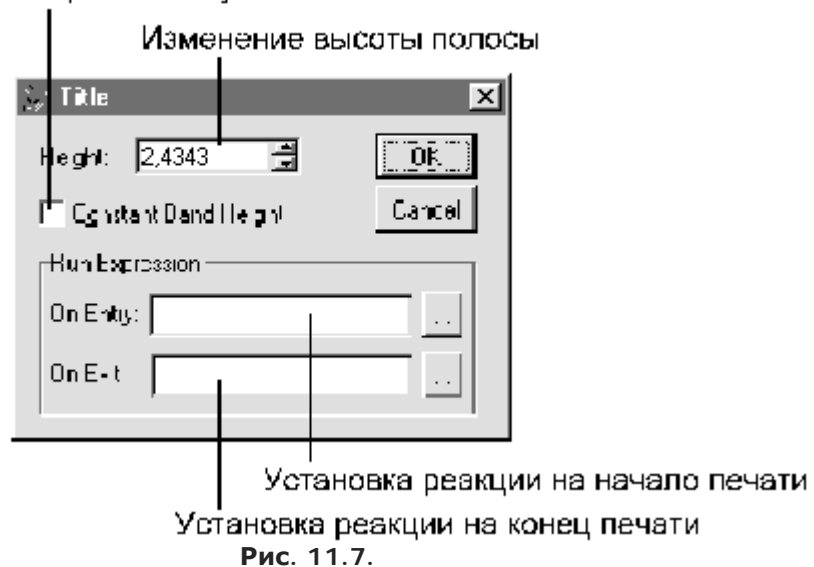 Изменение высоты полосы
Title
Height: 2,4343
OK
Constant Band Height
Cancel
Run Expression
On Entry:
..
On Exit
..
Установка реакции на начало печати
Установка реакции на конец печати
Рис. 11.7.